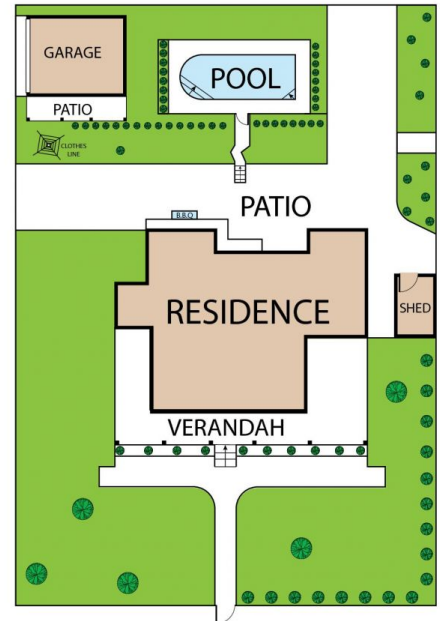 GARAGE
POOL
PATIO
CLOTHES
LINE
PATIO
B.B.Q
RESIDENCE
SHED
VERANDAH